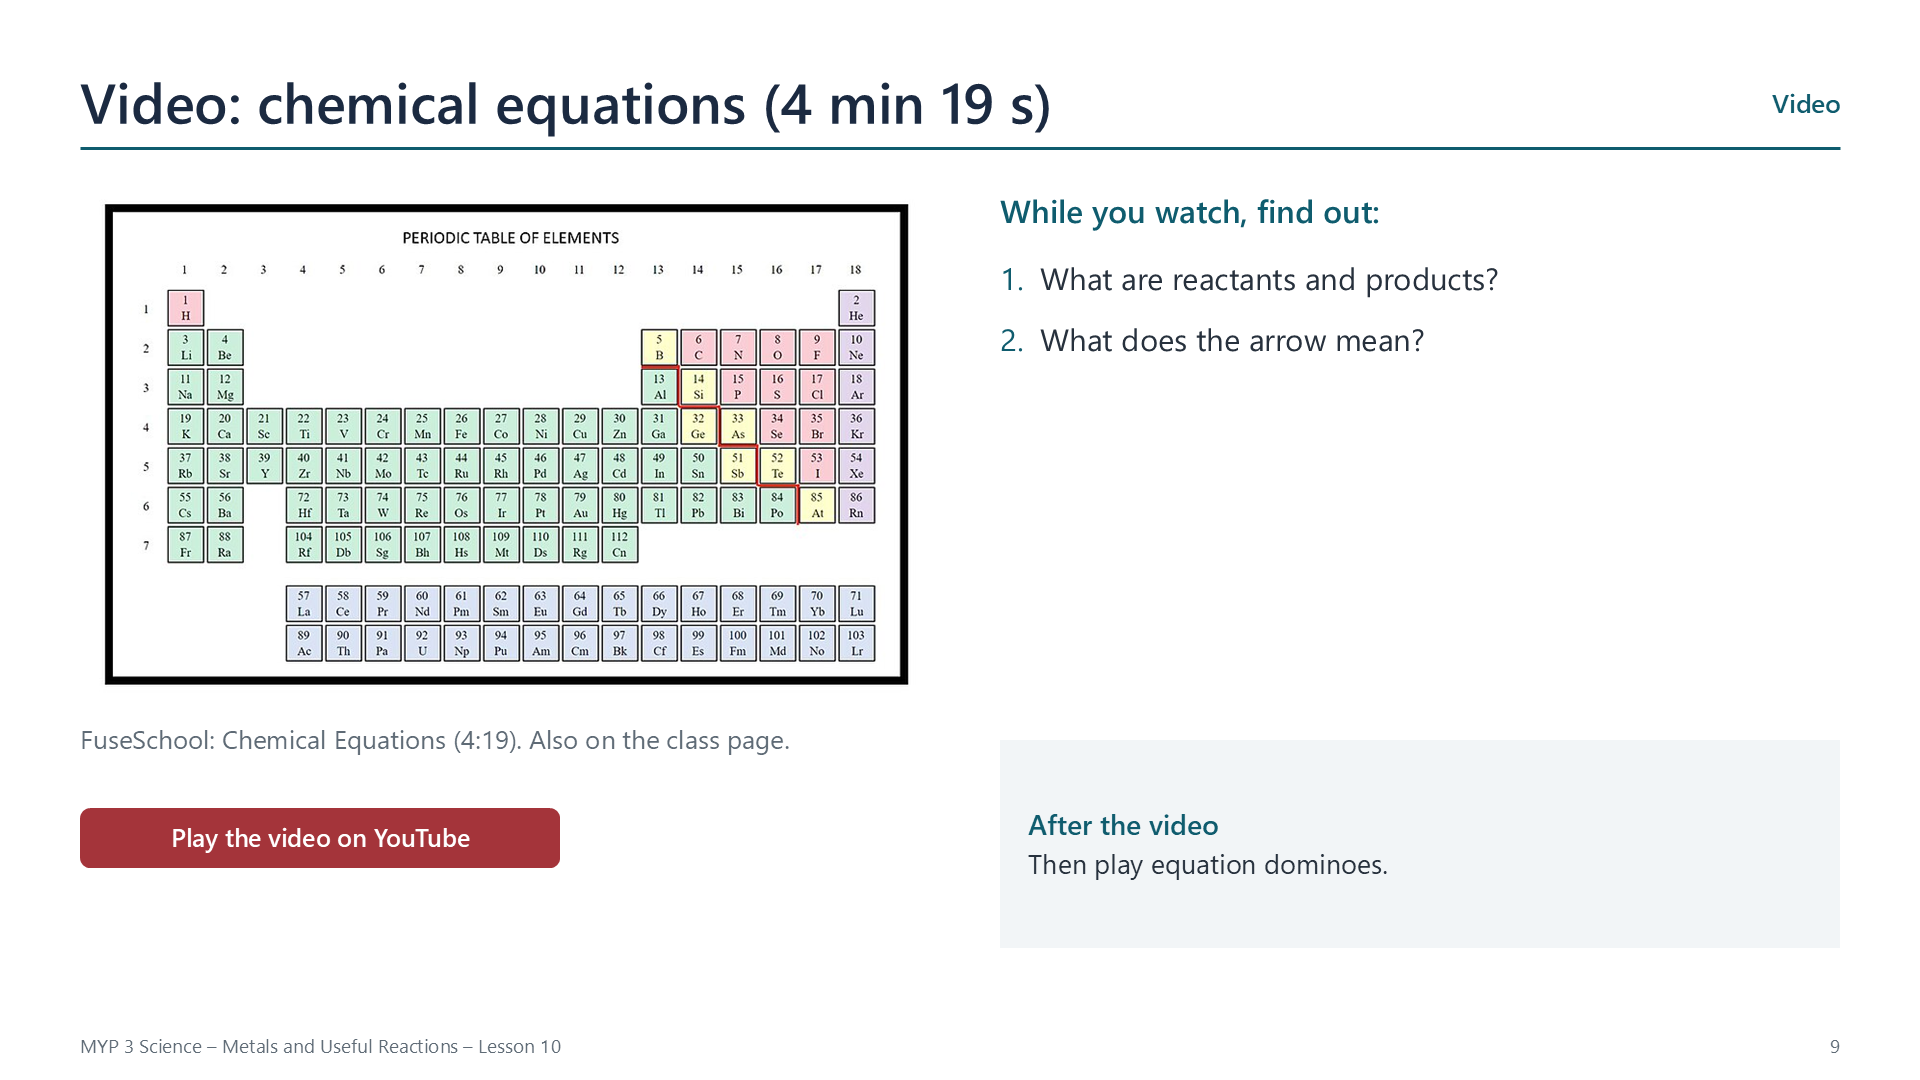 Video: chemical equations (4 min 19 s)
Video
PERIODIC TABLE OF ELEMENTS
1 2 3 4 5 6 7 8 9 10 11 12 13 14 15 16 17 18
1 1 2
H He
2 3 4 5 6 7 8 9 10
Li Be B C N O F Ne
3 11 12 13 14 15 16 17 18
Na Mg Al Si P S Cl Ar
4 19 20 21 22 23 24 25 26 27 28 29 30 31 32 33 34 35 36
K Ca Sc Ti V Cr Mn Fe Co Ni Cu Zn Ga Ge As Se Br Kr
5 37 38 39 40 41 42 43 44 45 46 47 48 49 50 51 52 53 54
Rb Sr Y Zr Nb Mo Tc Ru Rh Pd Ag Cd In Sn Sb Te I Xe
6 55 56 72 73 74 75 76 77 78 79 80 81 82 83 84 85 86
Cs Ba Hf Ta W Re Os Ir Pt Au Hg Tl Pb Bi Po At Rn
7 87 88 104 105 106 107 108 109 110 111 112
Fr Ra Rf Db Sg Bh Hs Mt Ds Rg Cn
57 58 59 60 61 62 63 64 65 66 67 68 69 70 71
La Ce Pr Nd Pm Sm Eu Gd Tb Dy Ho Er Tm Yb Lu
89 90 91 92 93 94 95 96 97 98 99 100 101 102 103
Ac Th Pa U Np Pu Am Cm Bk Cf Es Fm Md No Lr
FuseSchool: Chemical Equations (4:19). Also on the class page.
Play the video on YouTube
While you watch, find out:
1. What are reactants and products?
2. What does the arrow mean?
After the video
Then play equation dominoes.
MYP 3 Science – Metals and Useful Reactions – Lesson 10
9